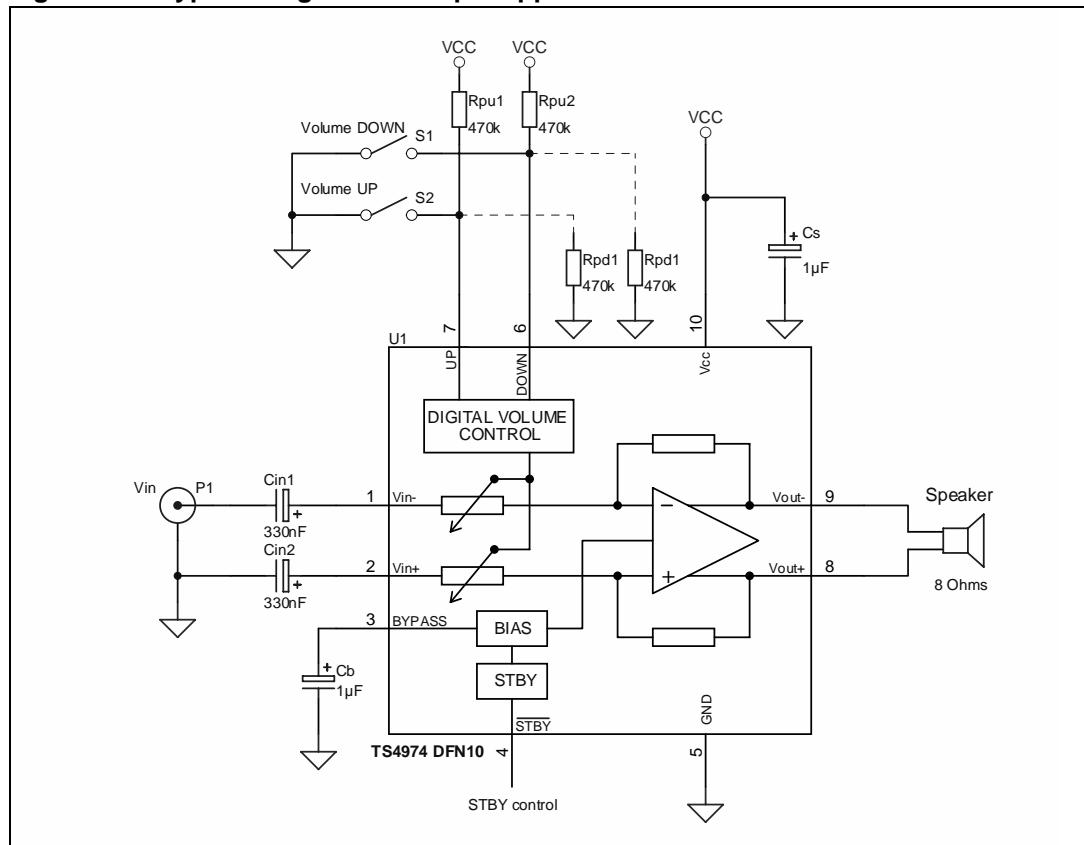 VCC VCC
Rpu1 Rpu2
470k 470k
VCC
Volume DOWN S1
Volume UP S2
+ Cs
1µF
Rpd1 Rpd1
470k 470k
7 6 10
U1
UP DOWN Vcc
DIGITAL VOLUME
CONTROL
Vin P1 Cin1 + 330nF
1 Vin- − Vout- 9
Speaker
Cin2 + 330nF
2 Vin+ + Vout+ 8
8 Ohms
3 BYPASS BIAS
+ Cb
1µF
STBY
STBY GND
TS4974 DFN10 4 5
STBY control